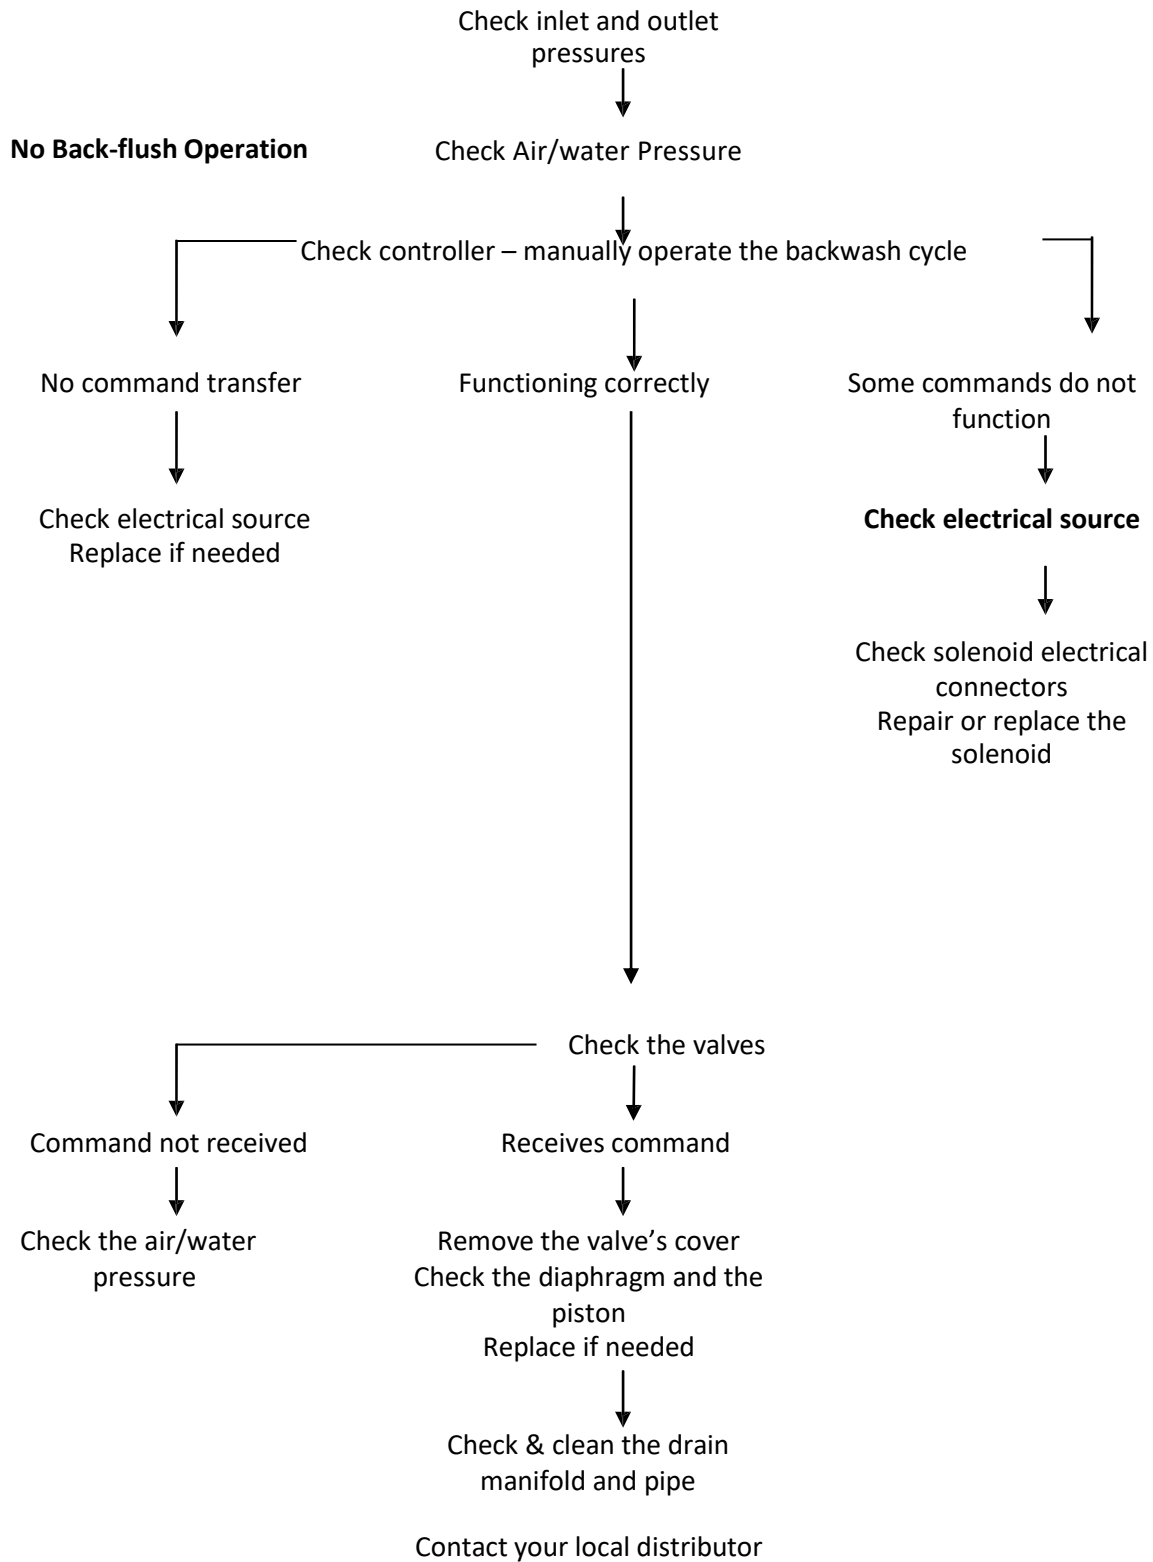 Check inlet and outlet
pressures
No Back-flush Operation
Check Air/water Pressure
Check controller – manually operate the backwash cycle
No command transfer
Functioning correctly
Some commands do not
function
Check electrical source
Replace if needed
Check electrical source
Check solenoid electrical
connectors
Repair or replace the
solenoid
Check the valves
Command not received
Receives command
Check the air/water
pressure
Remove the valve’s cover
Check the diaphragm and the
piston
Replace if needed
Check & clean the drain
manifold and pipe
Contact your local distributor